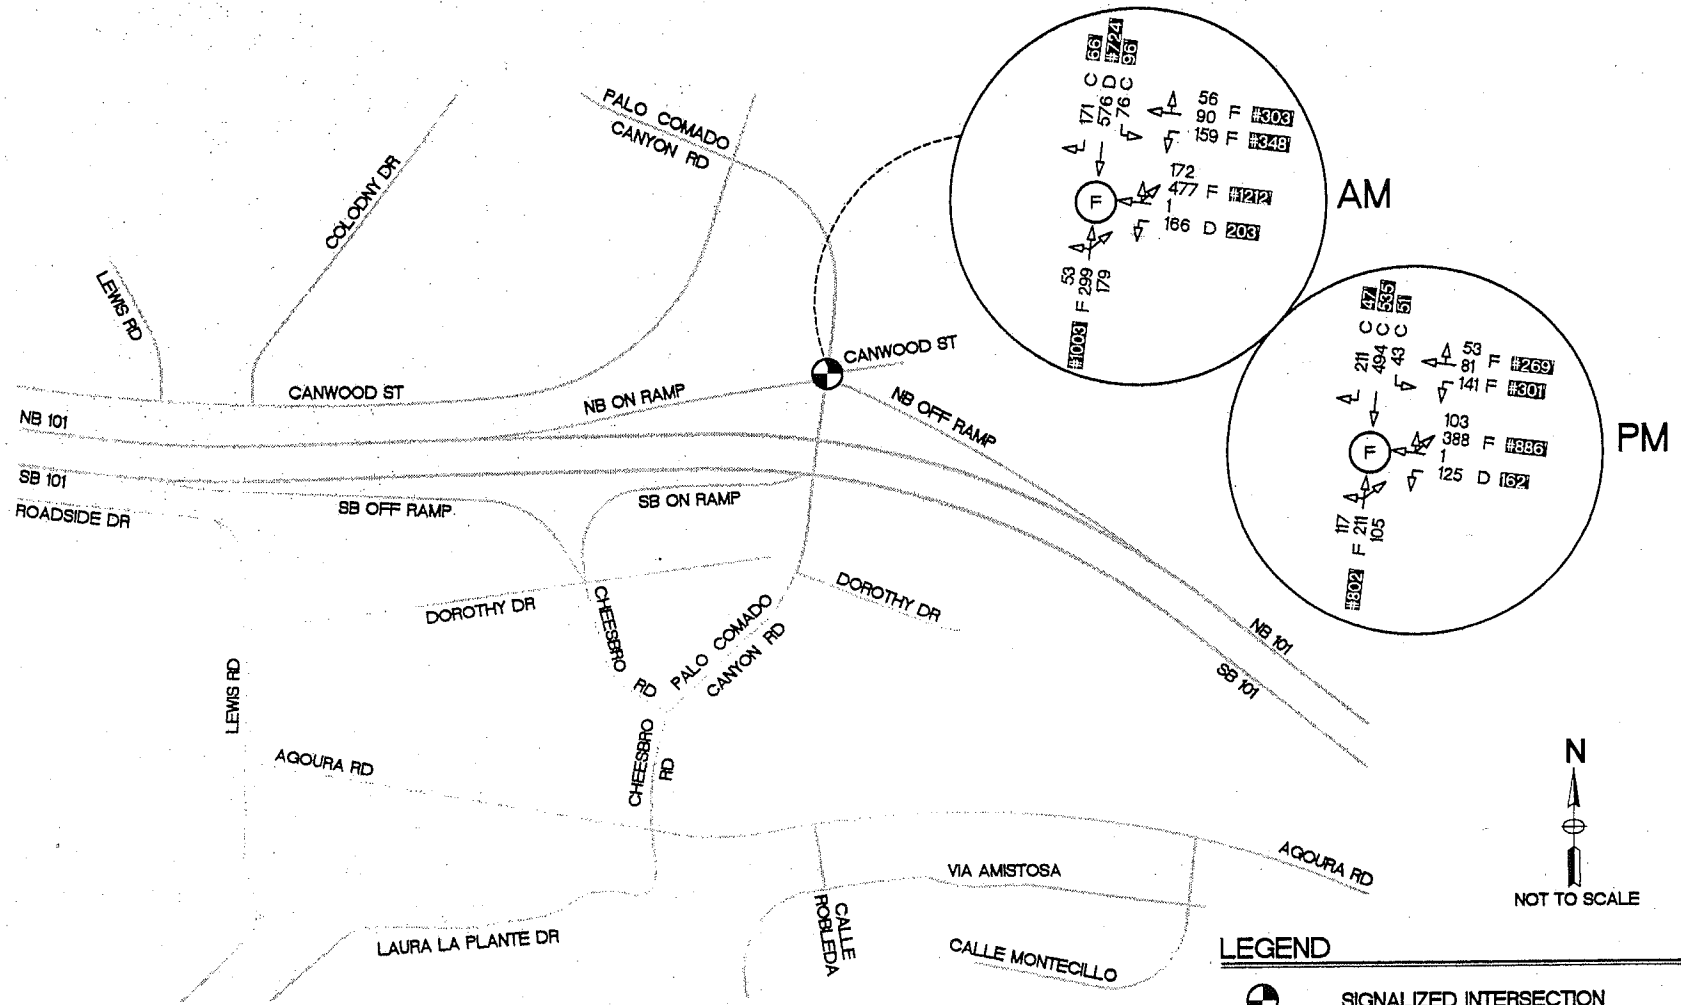 PALO COMADO
CANYON RD
COLODNY DR
LEWIS RD
CANWOOD ST
NB ON RAMP
CANWOOD ST
NB OFF RAMP
NB 101
SB 101
ROADSIDE DR
SB OFF RAMP
SB ON RAMP
DOROTHY DR
DOROTHY DR
CHEESBRO RD
PALO COMADO
CANYON RD
NB 101
SB 101
LEWIS RD
CHEESBRO
RD
AGOURA RD
AGOURA RD
VIA AMISTOSA
CALLE
ROBLEDA
LAURA LA PLANTE DR
CALLE MONTECILLO
AM
171 C 66'
576 D #724'
76 C 96'
56
90 F #303'
159 F #348'
172
477 F #1212'
1
166 D 203'
F
53
#1003' F 299
179
PM
211 C 47'
494 C 535'
43 C 51'
53
81 F #269'
141 F #301'
103
388 F #886'
1
125 D 162'
F
117
#802' F 211
105
N
NOT TO SCALE
LEGEND
SIGNALIZED INTERSECTION